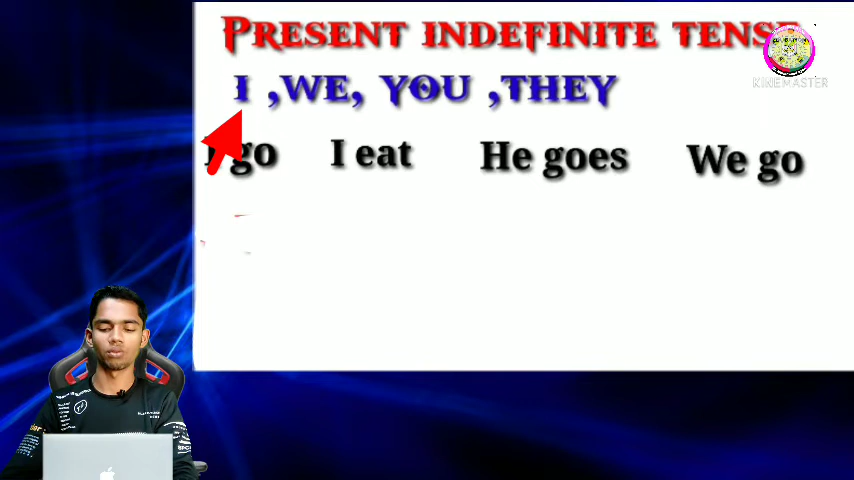 Present indefinite tense
I ,we, you ,they
I go I eat He goes We go
KINEMASTER